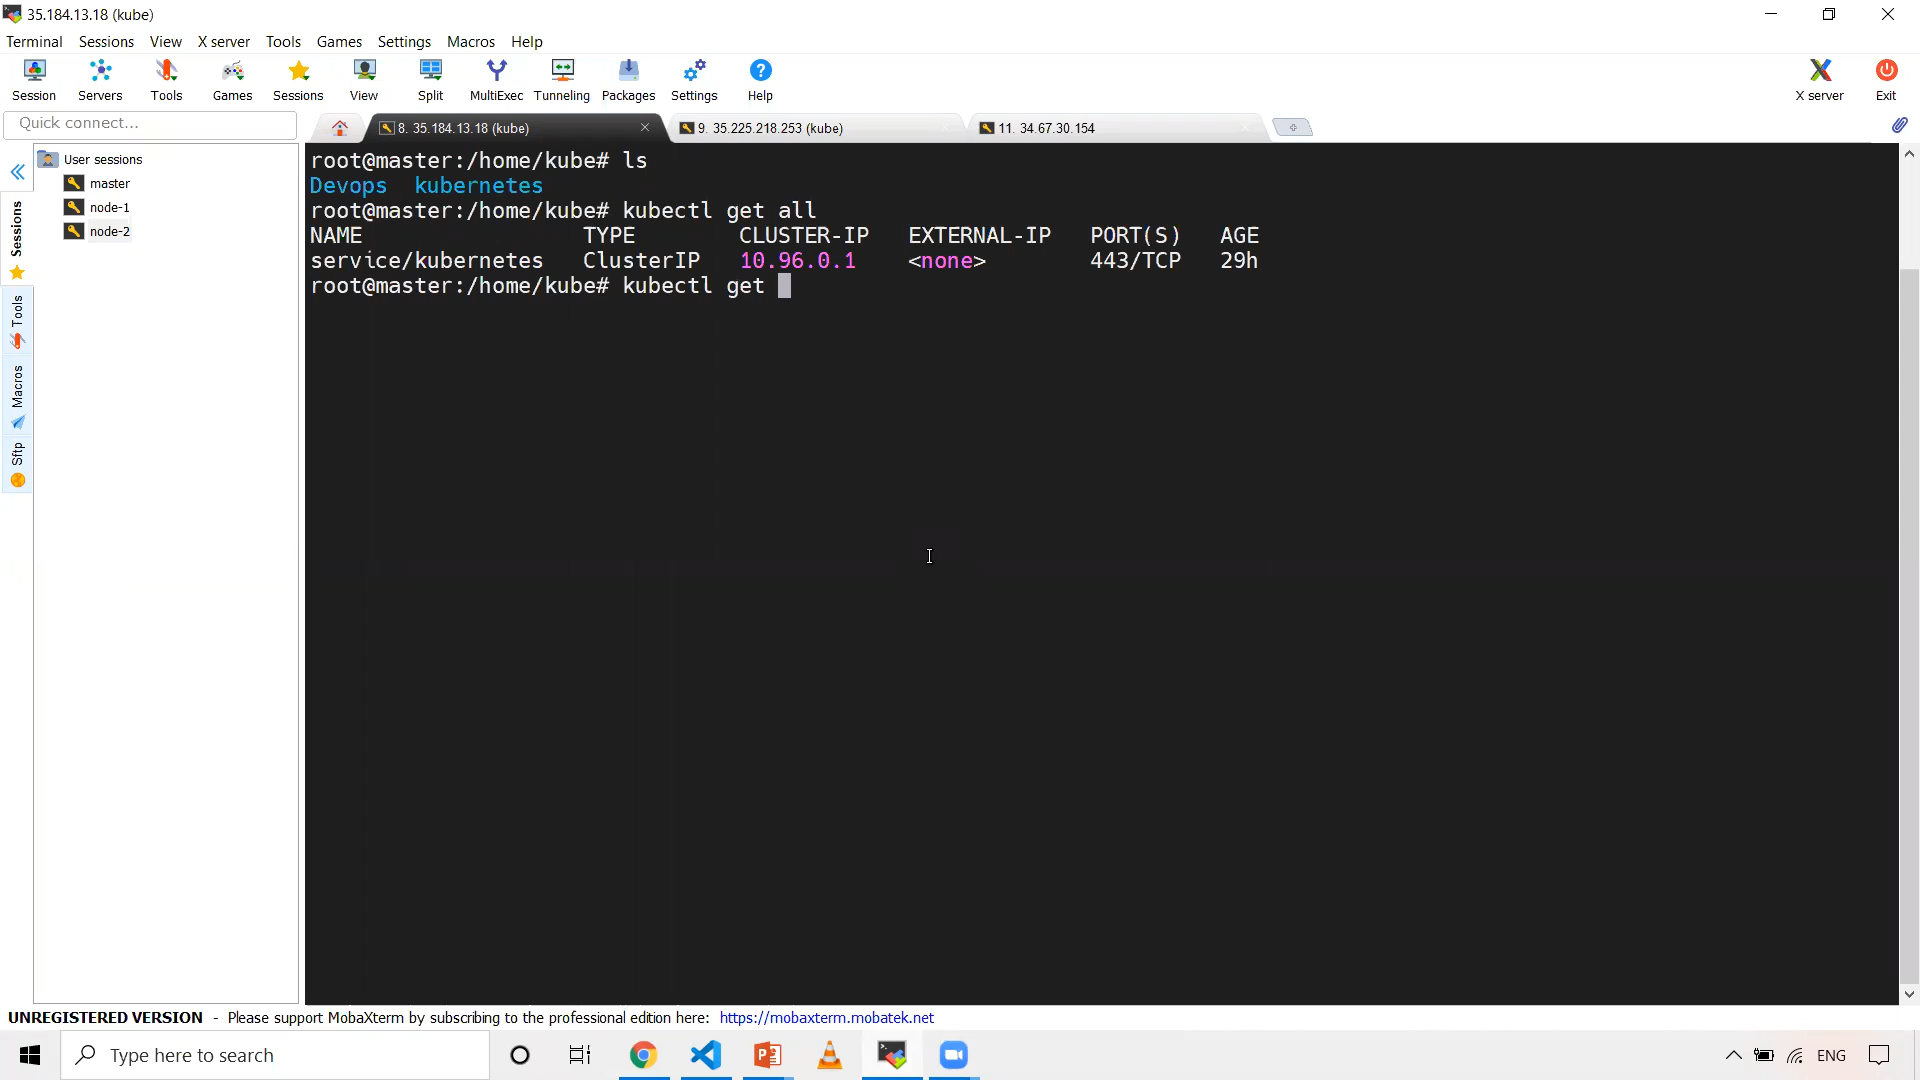 35.184.13.18 (kube)
Terminal Sessions View X server Tools Games Settings Macros Help
Session Servers Tools Games Sessions View Split MultiExec Tunneling Packages Settings Help X server Exit
Quick connect...
8. 35.184.13.18 (kube)
9. 35.225.218.253 (kube)
11. 34.67.30.154
User sessions
master
node-1
node-2
Sessions
Tools
Macros
Sftp
root@master:/home/kube# ls
Devops kubernetes
root@master:/home/kube# kubectl get all
NAME TYPE CLUSTER-IP EXTERNAL-IP PORT(S) AGE
service/kubernetes ClusterIP 10.96.0.1 <none> 443/TCP 29h
root@master:/home/kube# kubectl get
UNREGISTERED VERSION - Please support MobaXterm by subscribing to the professional edition here: https://mobaxterm.mobatek.net
Type here to search
ENG